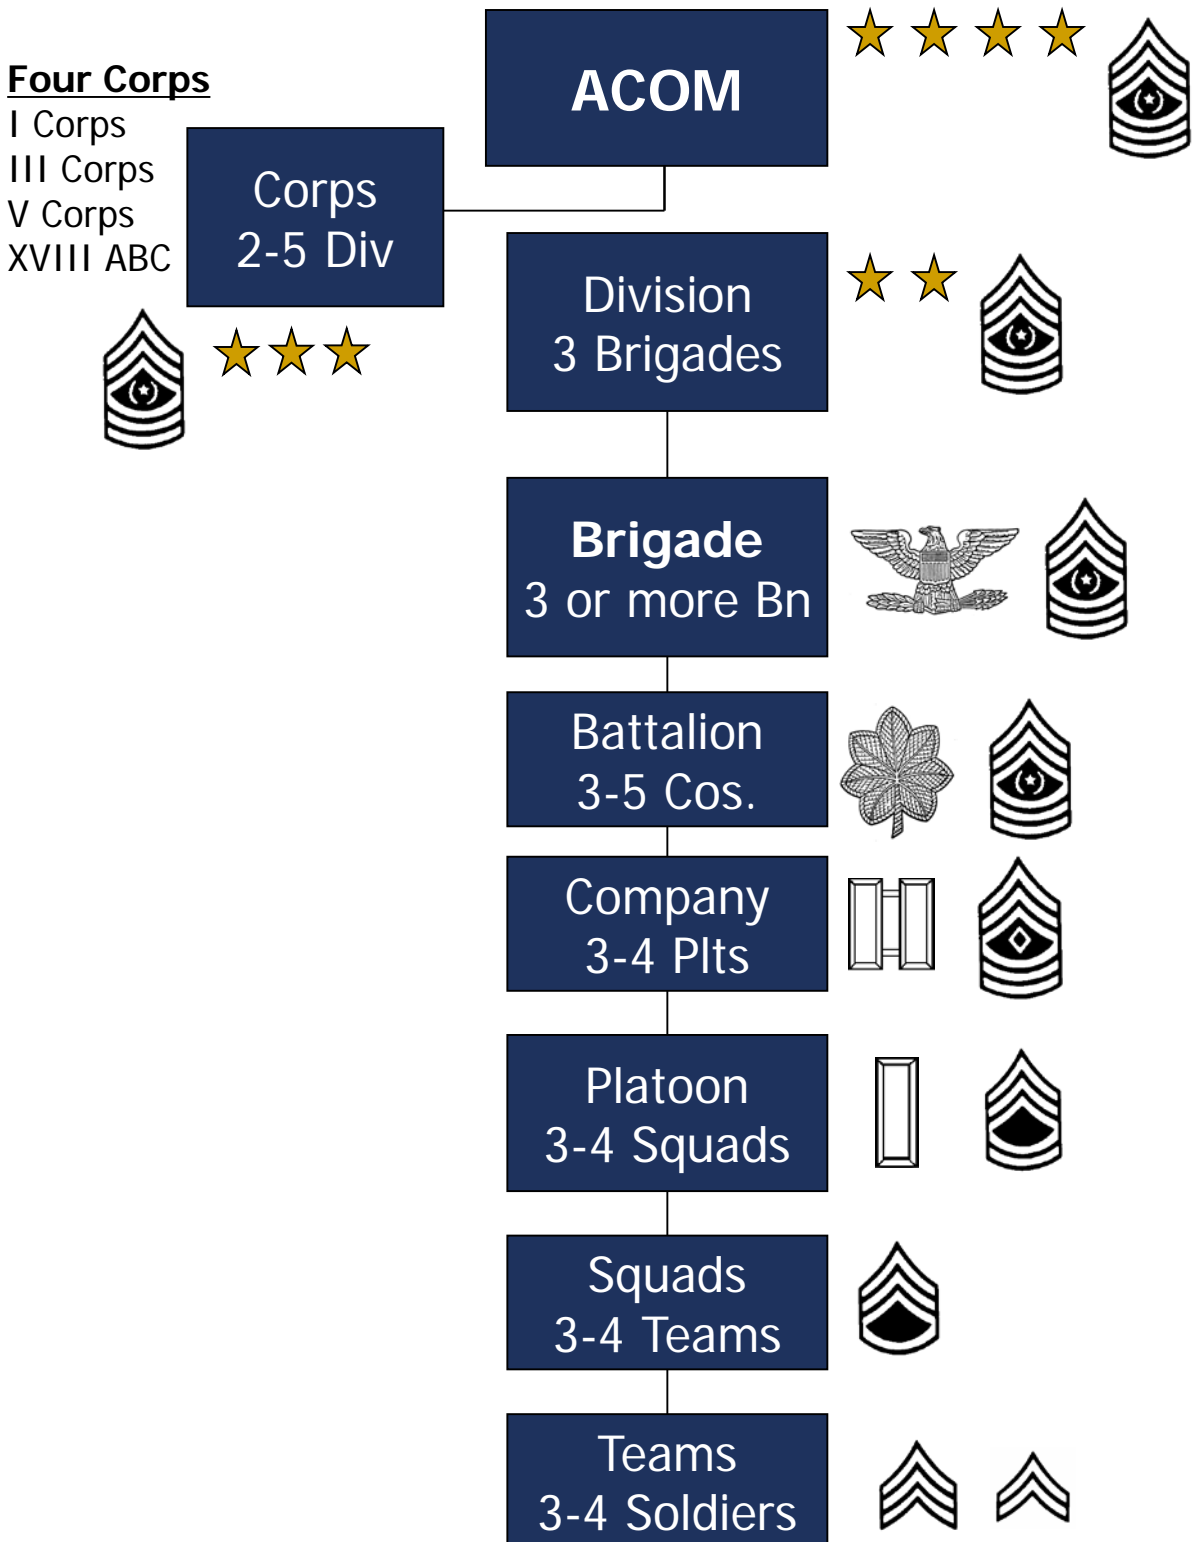 ACOM
Four Corps
I Corps
III Corps
V Corps
XVIII ABC
Corps
2-5 Div
Division
3 Brigades
Brigade
3 or more Bn
Battalion
3-5 Cos.
Company
3-4 Plts
Platoon
3-4 Squads
Squads
3-4 Teams
Teams
3-4 Soldiers